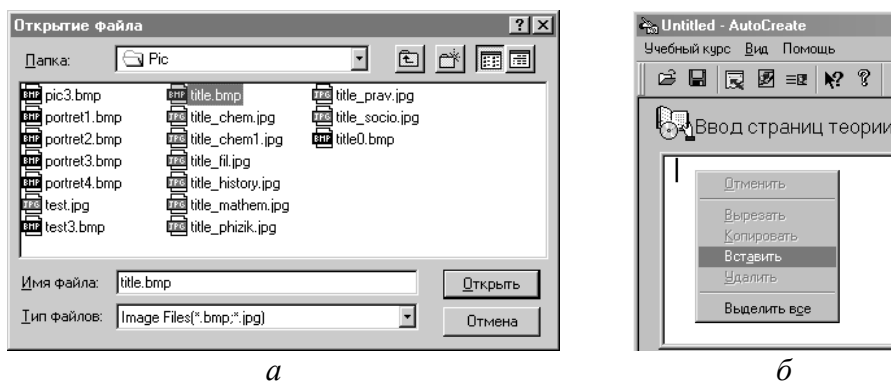 Открытие файла
Папка:
Pic
pic3.bmp
portret1.bmp
portret2.bmp
portret3.bmp
portret4.bmp
test.jpg
test3.bmp
title.bmp
title_chem.jpg
title_chem1.jpg
title_fil.jpg
title_history.jpg
title_mathem.jpg
title_phizik.jpg
title_prav.jpg
title_socio.jpg
title0.bmp
Имя файла:
title.bmp
Открыть
Тип файлов:
Image Files(*.bmp;*.jpg)
Отмена
а
Untitled - AutoCreate
Учебный курс Вид Помощь
Ввод страниц теории
Отменить
Вырезать
Копировать
Вставить
Удалить
Выделить все
б